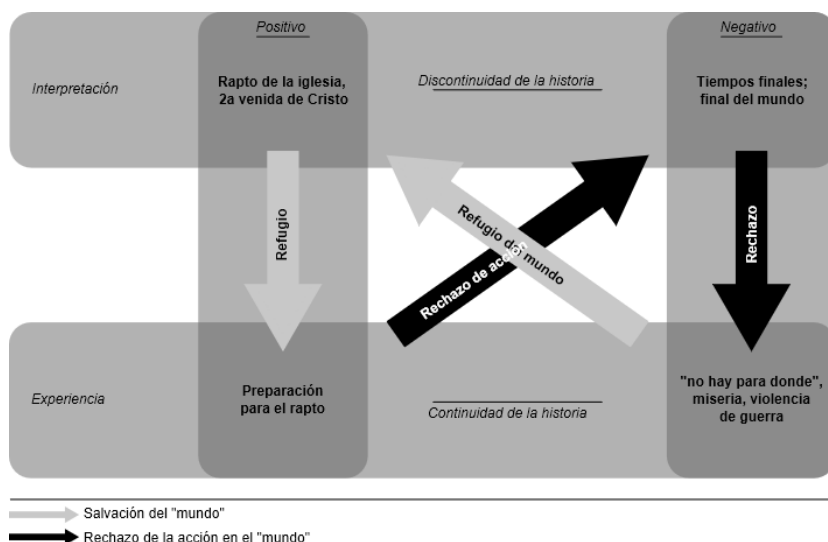 Positivo
Negativo
Interpretación
Rapto de la iglesia,
2a venida de Cristo
Discontinuidad de la historia
Tiempos finales;
final del mundo
Refugio
Refugio del mundo
Rechazo de acción
Rechazo
Experiencia
Preparación
para el rapto
Continuidad de la historia
"no hay para donde",
miseria, violencia
de guerra
Salvación del "mundo"
Rechazo de la acción en el "mundo"